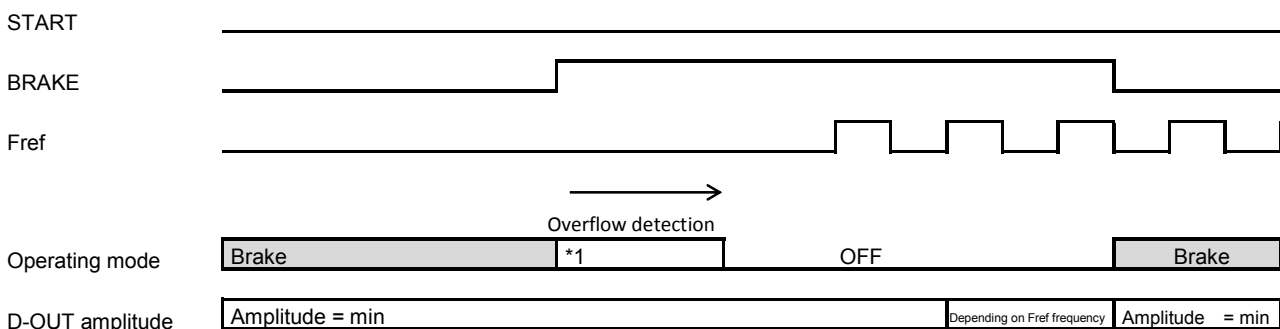 START
BRAKE
Fref
Overflow detection
Operating mode Brake *1 OFF Brake
D-OUT amplitude Amplitude = min Depending on Fref frequency Amplitude = min